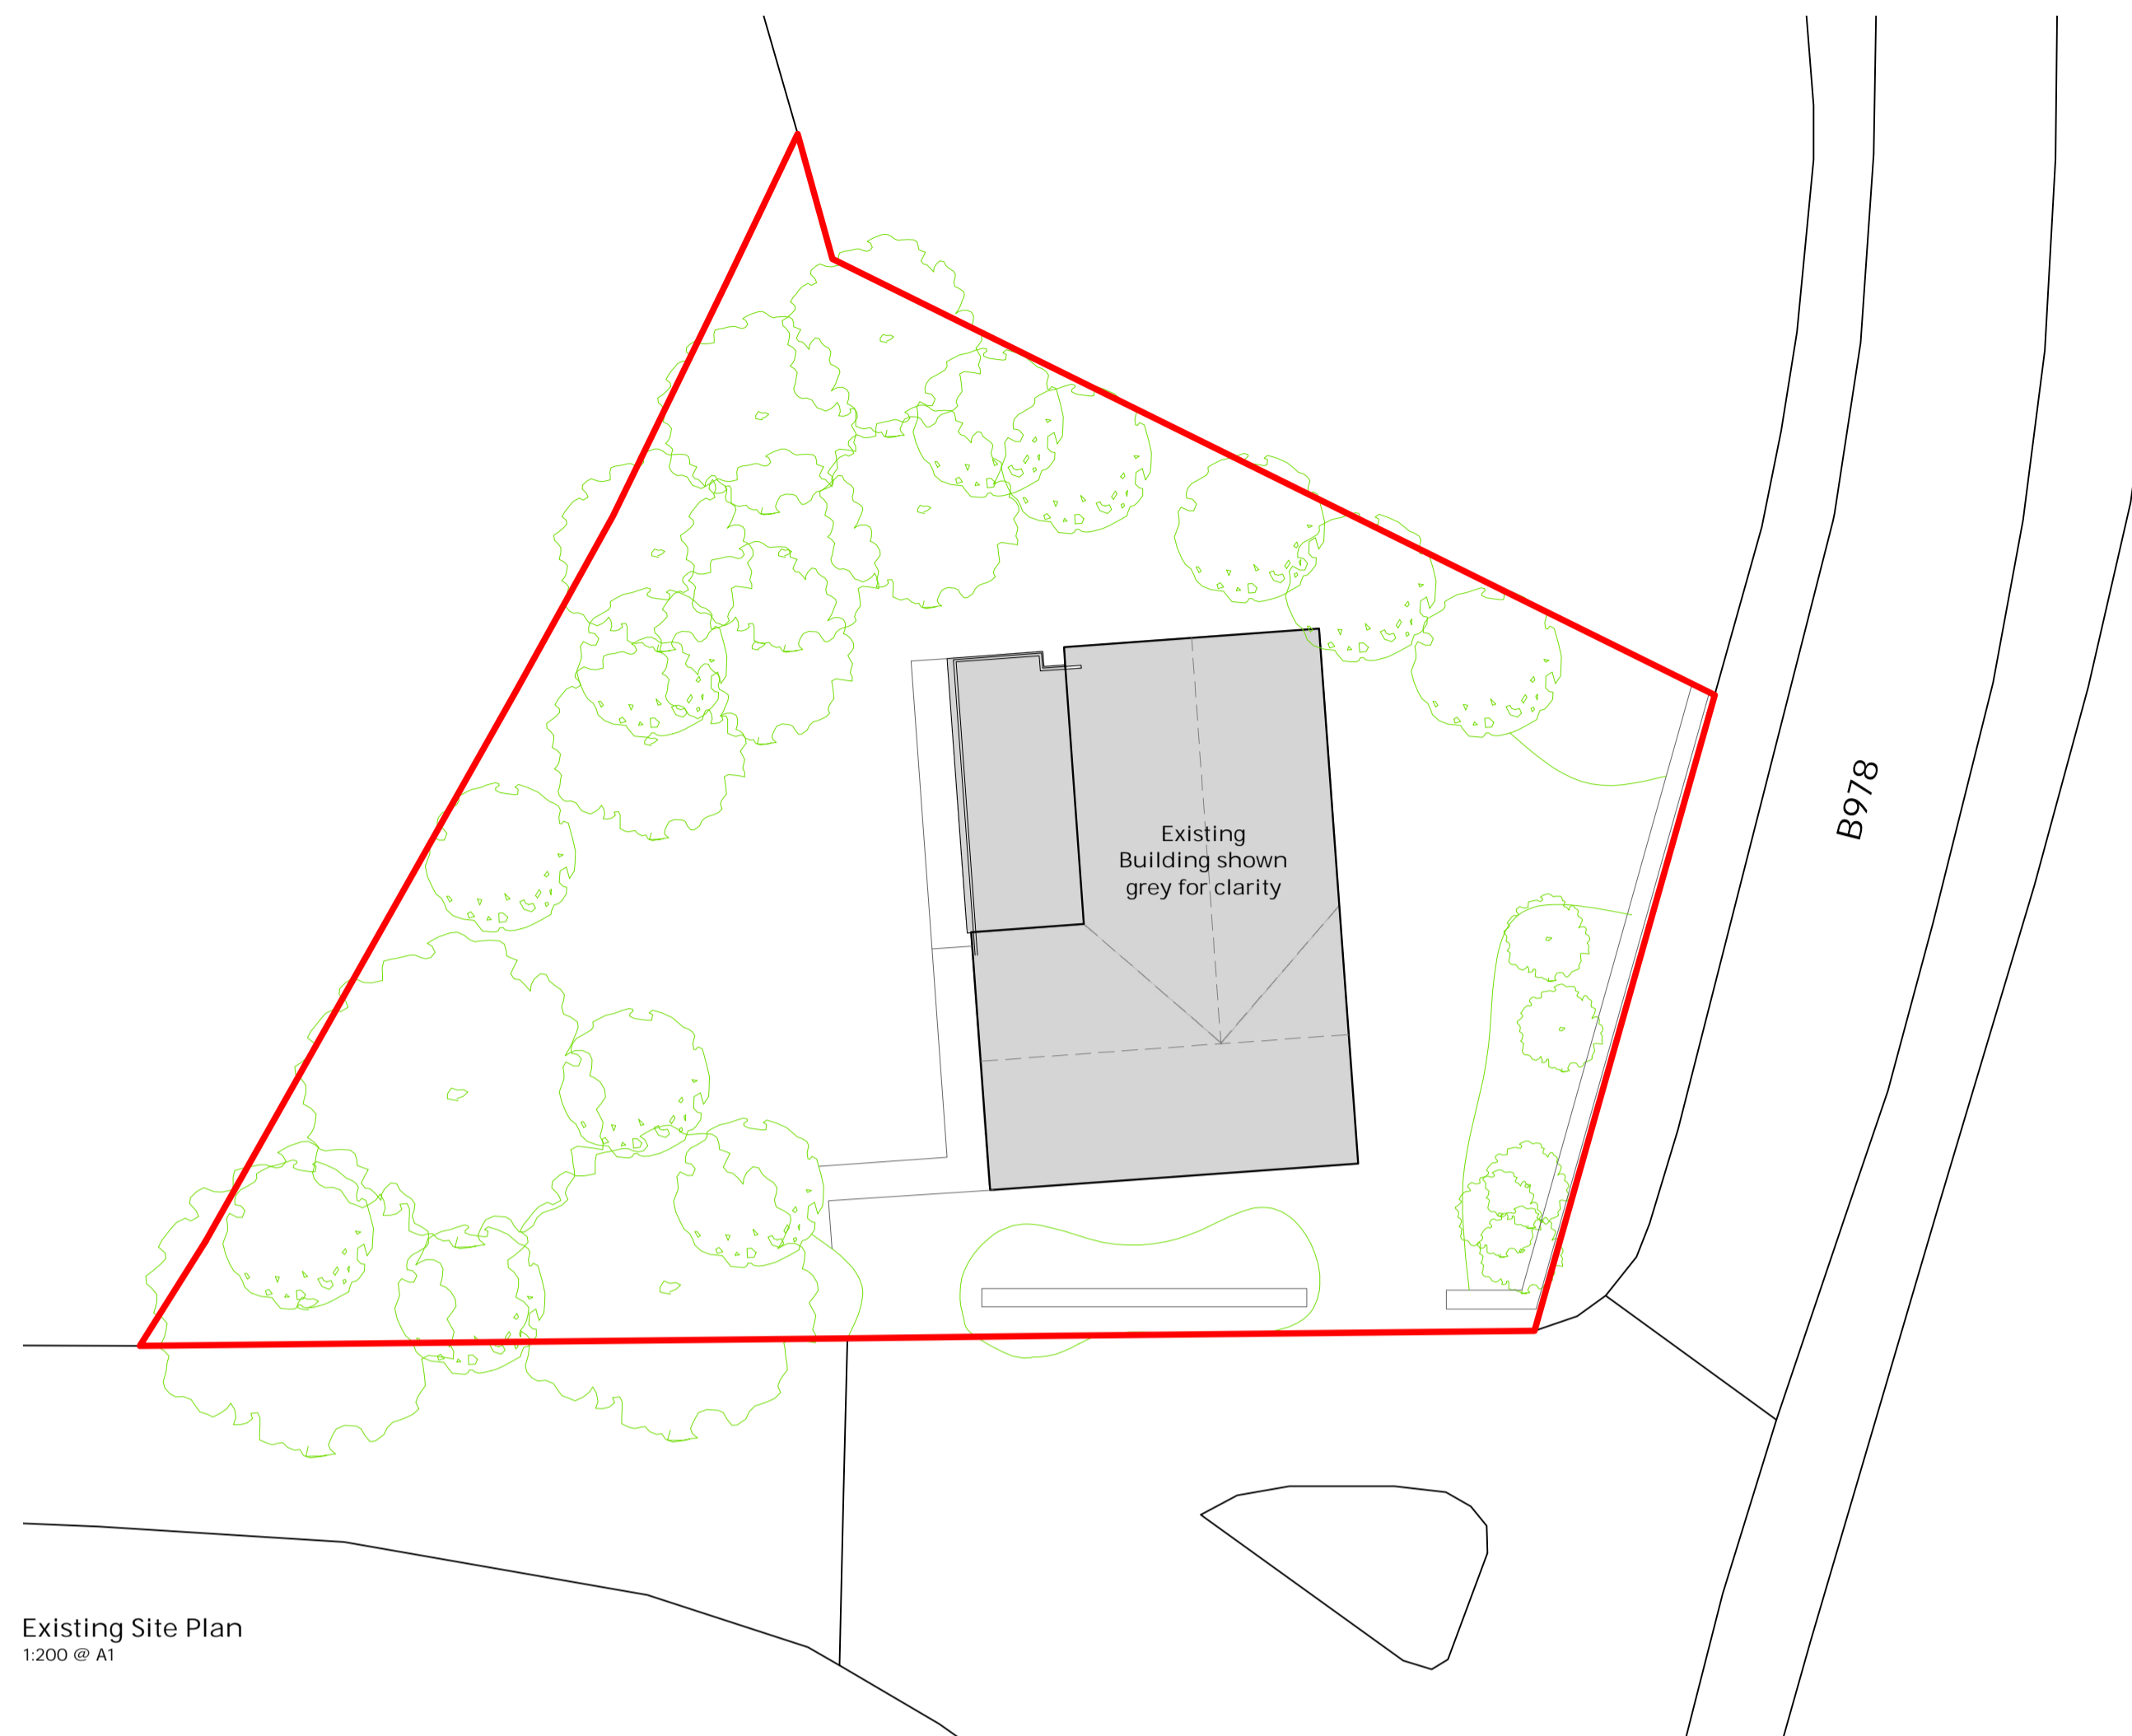 Existing
Building shown
grey for clarity
B978
Existing Site Plan
1:200 @ A1